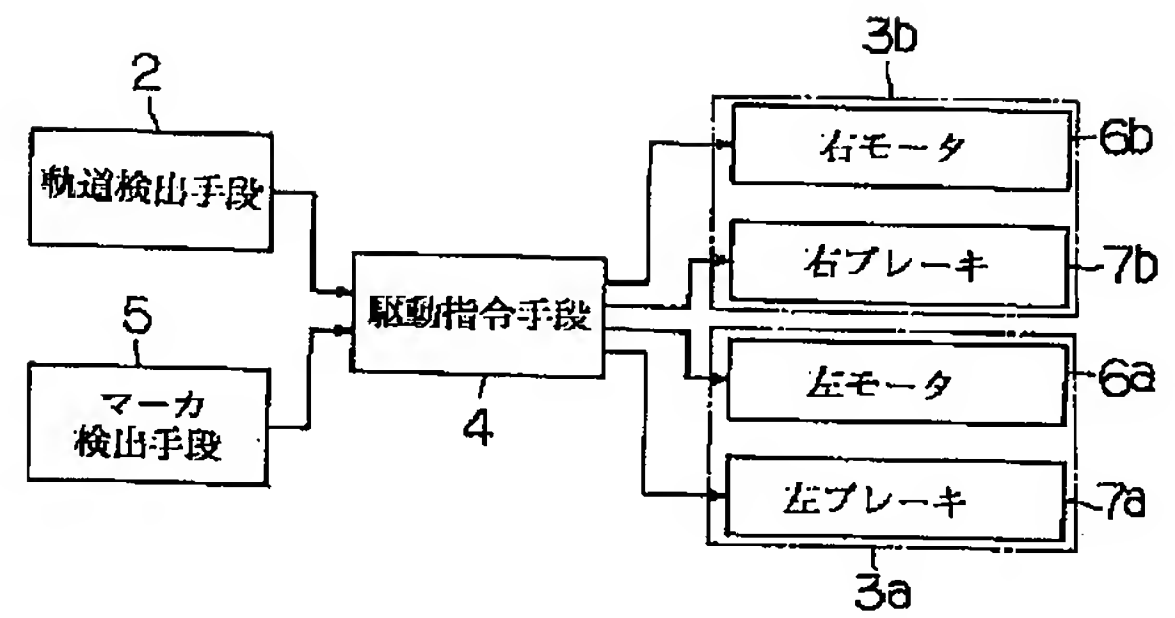 2
軌道検出手段
5
マーカ
検出手段
駆動指令手段
4
3b
右モータ
6b
右ブレーキ
7b
左モータ
6a
左ブレーキ
7a
3a